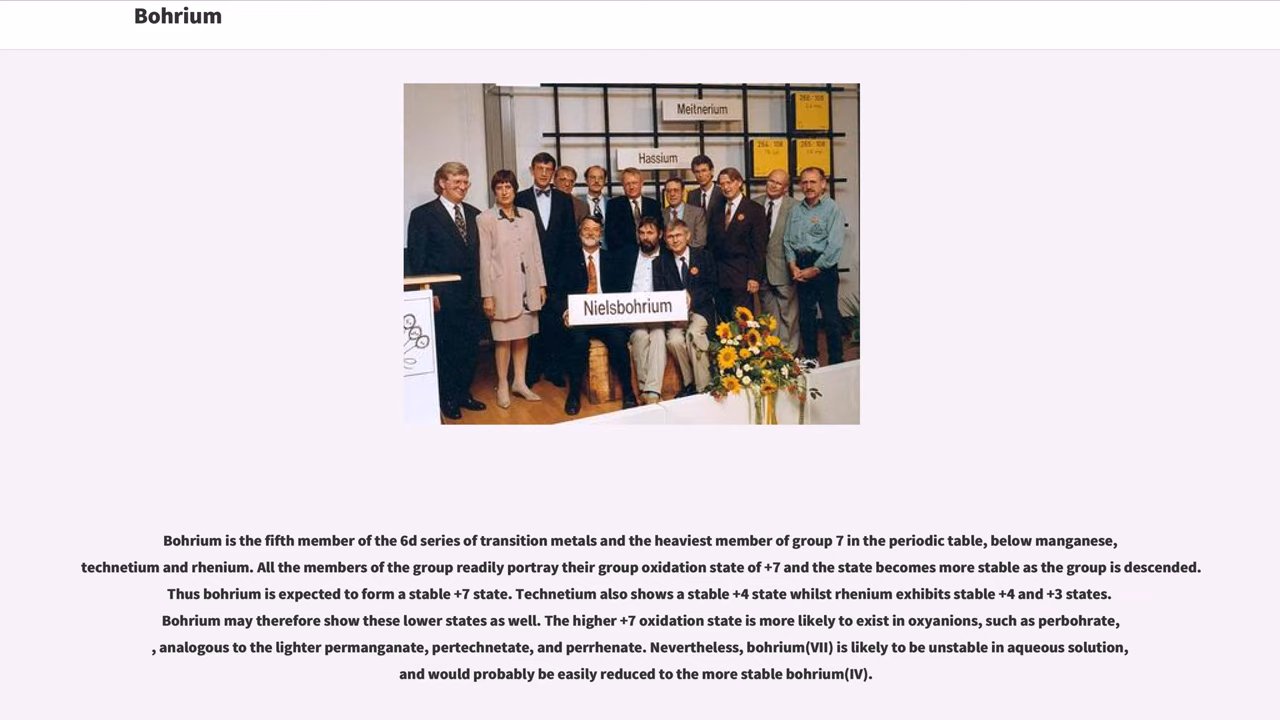 Bohrium
Meitnerium
Hassium
Nielsbohrium
Bohrium is the fifth member of the 6d series of transition metals and the heaviest member of group 7 in the periodic table, below manganese,
technetium and rhenium. All the members of the group readily portray their group oxidation state of +7 and the state becomes more stable as the group is descended.
Thus bohrium is expected to form a stable +7 state. Technetium also shows a stable +4 state whilst rhenium exhibits stable +4 and +3 states.
Bohrium may therefore show these lower states as well. The higher +7 oxidation state is more likely to exist in oxyanions, such as perbohrate,
, analogous to the lighter permanganate, pertechnetate, and perrhenate. Nevertheless, bohrium(VII) is likely to be unstable in aqueous solution,
and would probably be easily reduced to the more stable bohrium(IV).